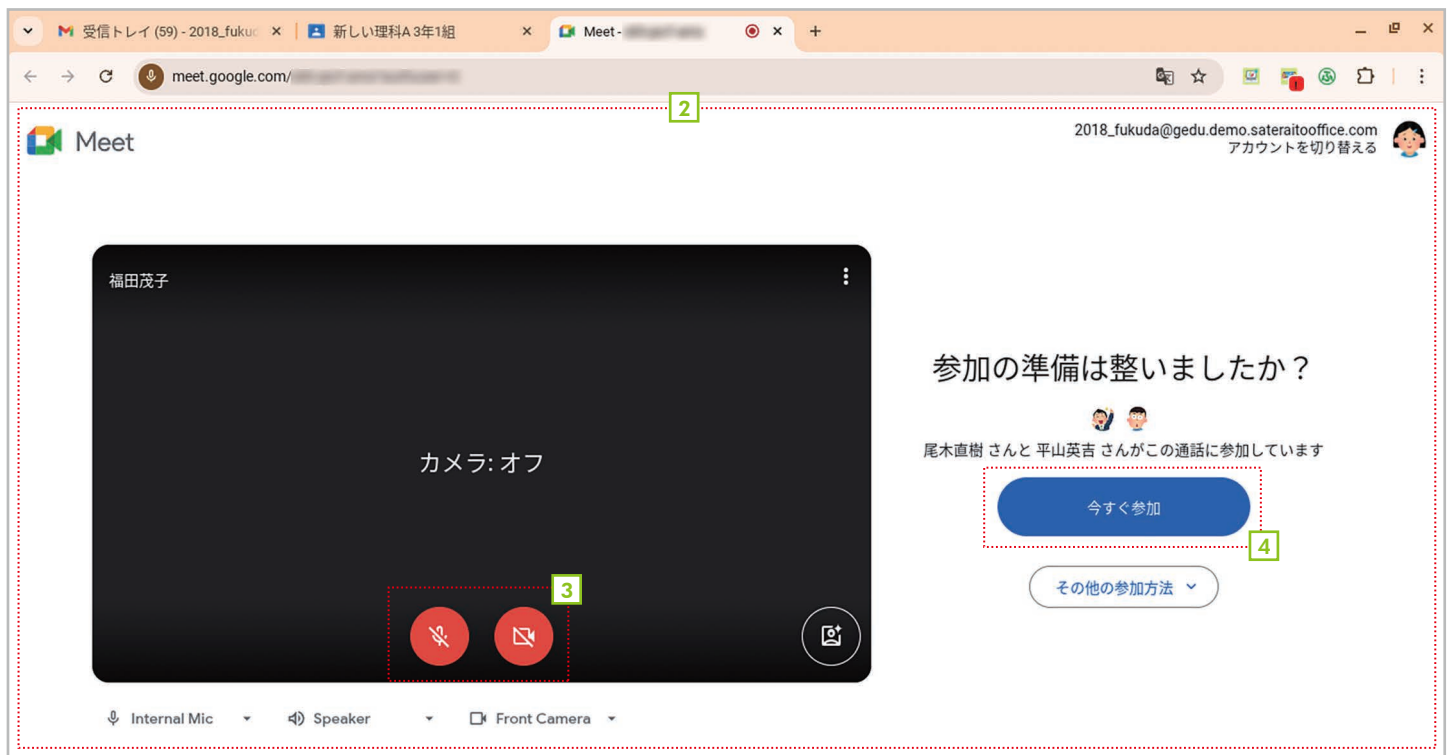 受信トレイ (59) - 2018_fuku
新しい理科A 3年1組
Meet -
meet.google.com/
2
Meet
2018_fukuda@gedu.demo.sateraitooffice.com
アカウントを切り替える
福田茂子
カメラ: オフ
3
参加の準備は整いましたか？
尾木直樹 さんと 平山英吉 さんがこの通話に参加しています
今すぐ参加
4
その他の参加方法
Internal Mic
Speaker
Front Camera